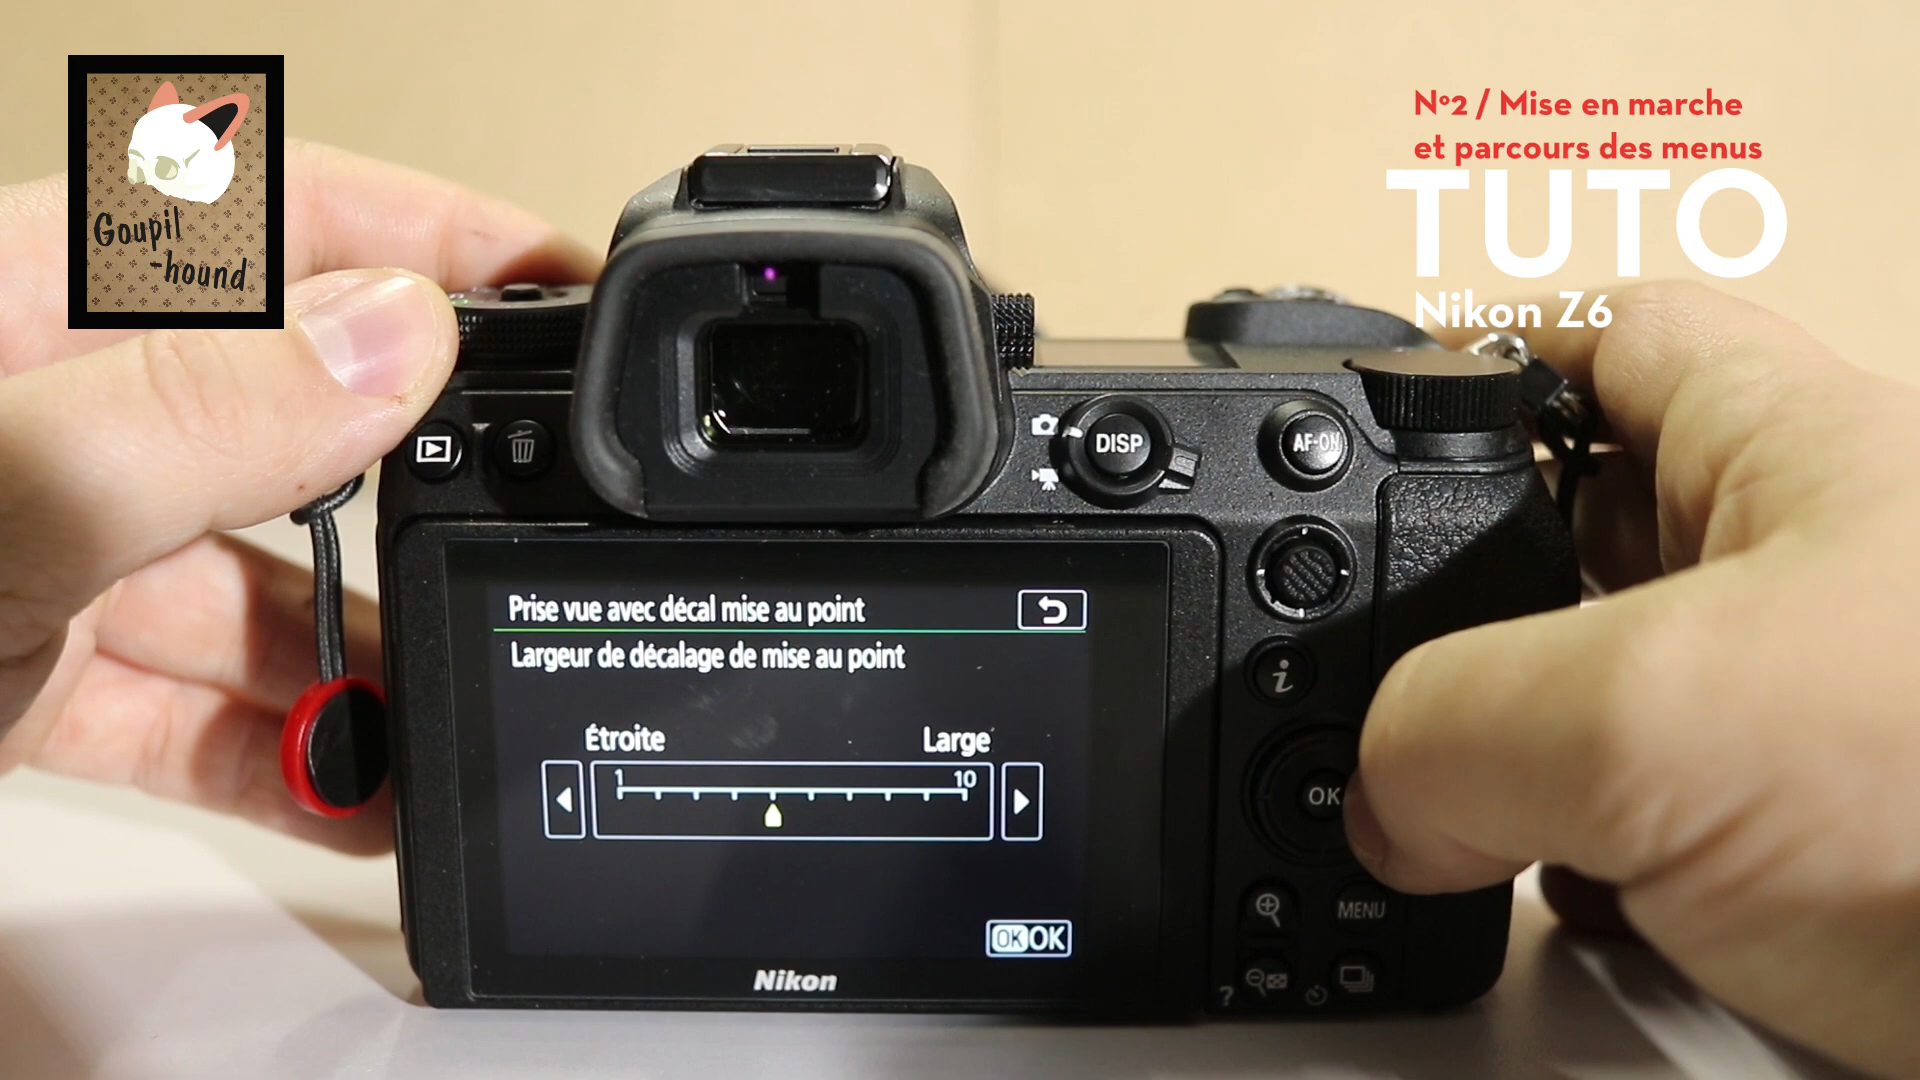 Goupil
-hound
N°2 / Mise en marche
et parcours des menus
TUTO
Nikon Z6
DISP
AF-ON
Prise vue avec décal mise au point
Largeur de décalage de mise au point
Étroite Large
1 10
OK OK
Nikon
i
OK
MENU
?